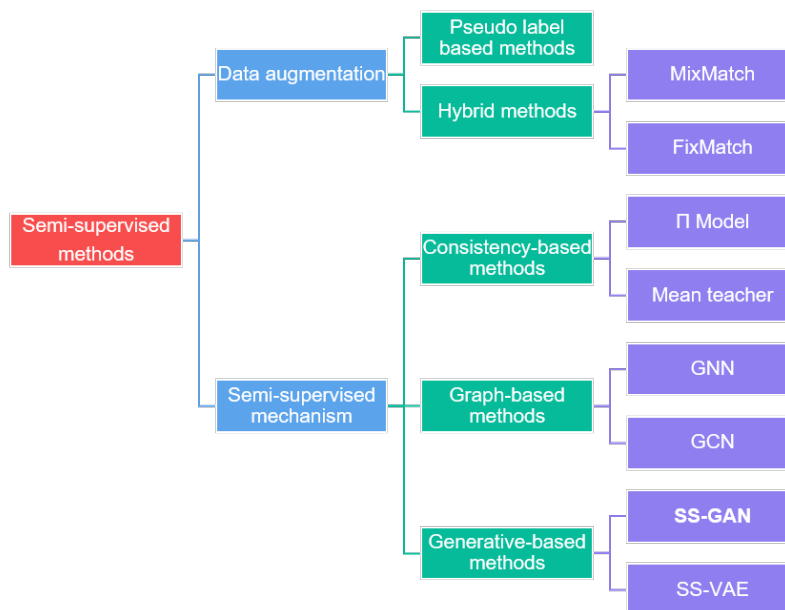 Pseudo label
based methods
Data augmentation
MixMatch
Hybrid methods
FixMatch
Semi-supervised
methods
Π Model
Consistency-based
methods
Mean teacher
GNN
Semi-supervised
mechanism
Graph-based
methods
GCN
SS-GAN
Generative-based
methods
SS-VAE